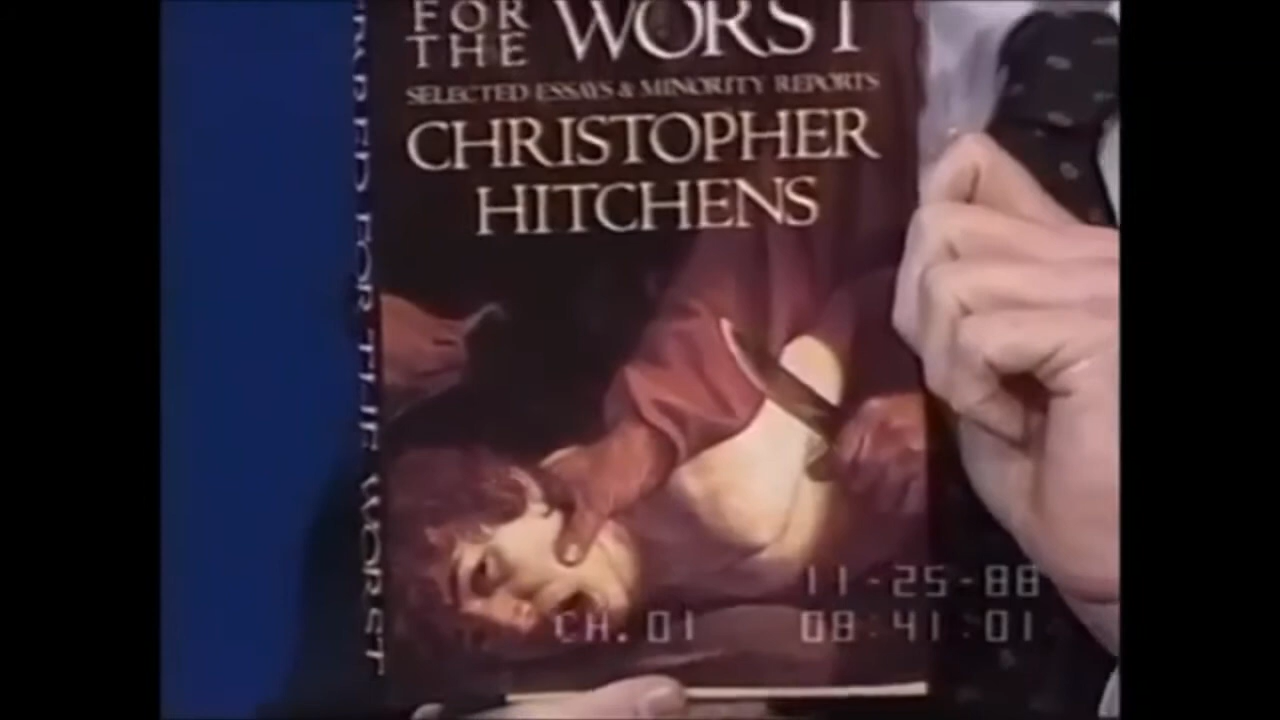 FOR
THE WORST
SELECTED ESSAYS & MINORITY REPORTS
CHRISTOPHER
HITCHENS
FOR THE WORST
11-25-88
CH.01 08:41:01